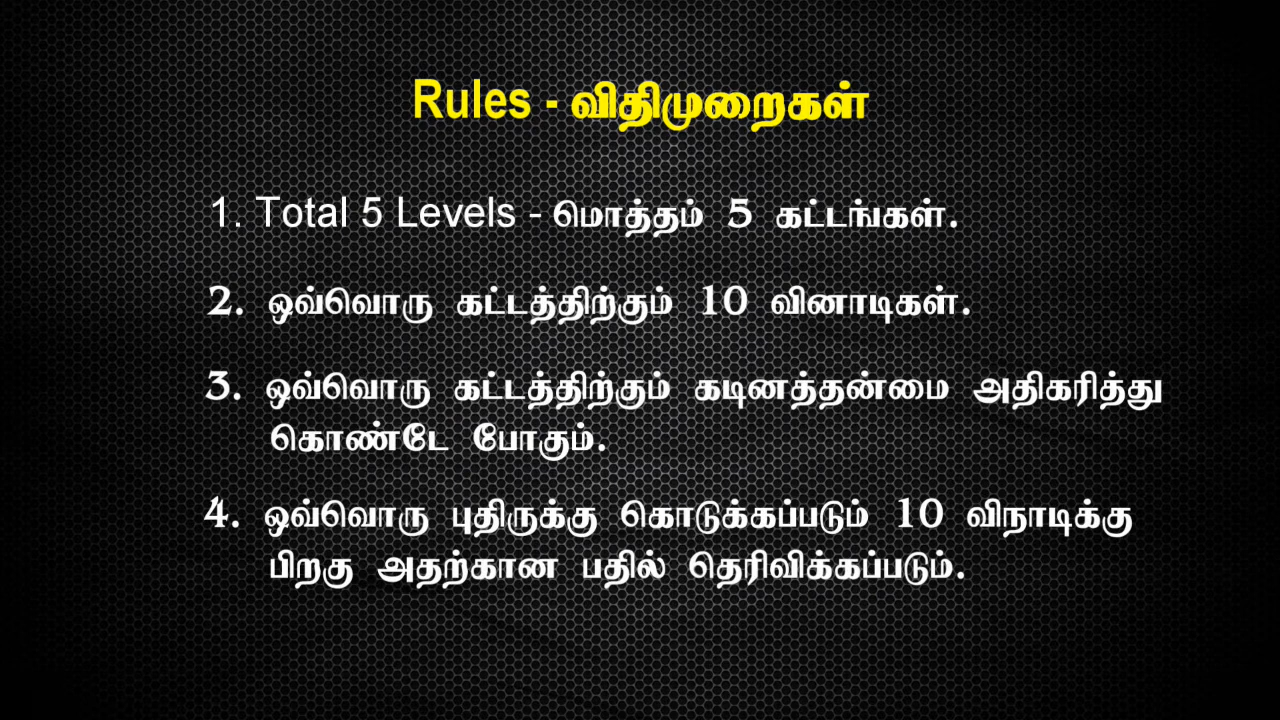 Rules - விதிமுறைகள்
1. Total 5 Levels - மொத்தம் 5 கட்டங்கள்.
2. ஒவ்வொரு கட்டத்திற்கும் 10 வினாடிகள்.
3. ஒவ்வொரு கட்டத்திற்கும் கடினத்தன்மை அதிகரித்து
கொண்டே போகும்.
4. ஒவ்வொரு புதிருக்கு கொடுக்கப்படும் 10 விநாடிக்கு
பிறகு அதற்கான பதில் தெரிவிக்கப்படும்.